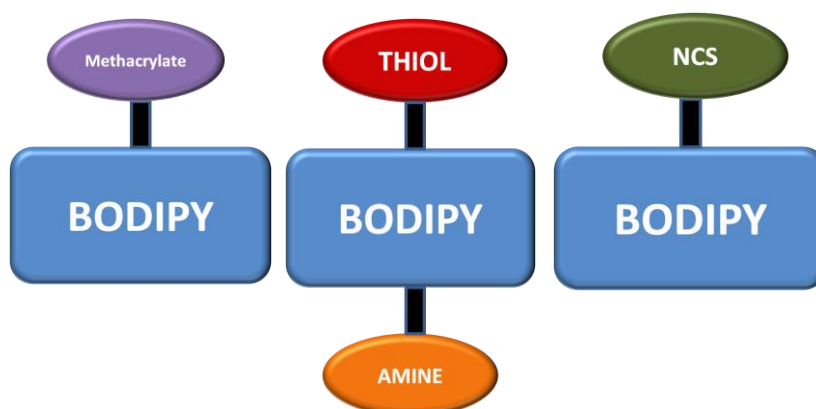 Methacrylate
THIOL
NCS
BODIPY
BODIPY
BODIPY
AMINE